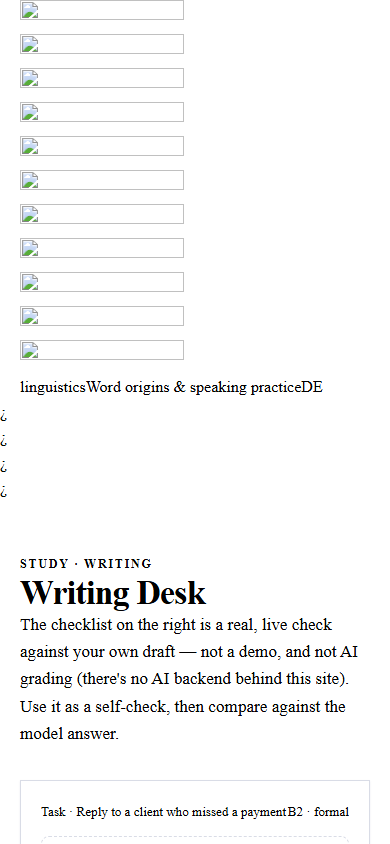 linguisticsWord origins & speaking practiceDE
¿
¿
¿
¿
STUDY · WRITING
Writing Desk
The checklist on the right is a real, live check
against your own draft — not a demo, and not AI
grading (there's no AI backend behind this site).
Use it as a self-check, then compare against the
model answer.
Task · Reply to a client who missed a paymentB2 · formal